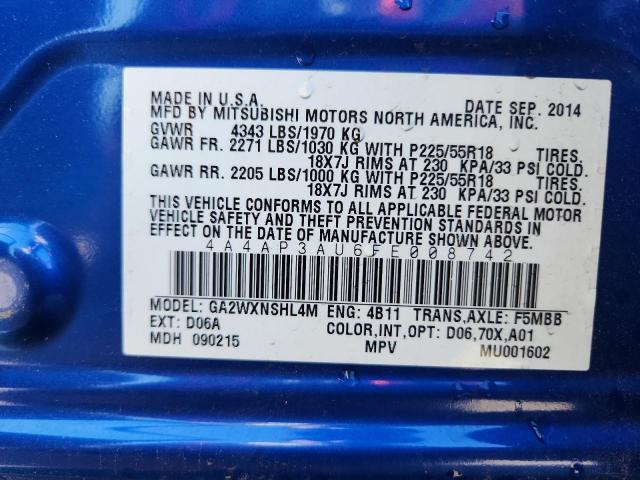 MADE IN U.S.A. DATE SEP. 2014
MFD BY MITSUBISHI MOTORS NORTH AMERICA, INC.
GVWR 4343 LBS/1970 KG
GAWR FR. 2271 LBS/1030 KG WITH P225/55R18 TIRES.
18X7J RIMS AT 230 KPA/33 PSI COLD.
GAWR RR. 2205 LBS/1000 KG WITH P225/55R18 TIRES.
18X7J RIMS AT 230 KPA/33 PSI COLD.
THIS VEHICLE CONFORMS TO ALL APPLICABLE FEDERAL MOTOR
VEHICLE SAFETY AND THEFT PREVENTION STANDARDS IN
EFFECT ON THE DATE OF MANUFACTURE SHOWN ABOVE.
4A4AP3AU6FE008742
MODEL: GA2WXNSHL4M ENG: 4B11 TRANS,AXLE: F5MBB
EXT: D06A COLOR,INT,OPT: D06,70X,A01
MDH 090215 MPV MU001602